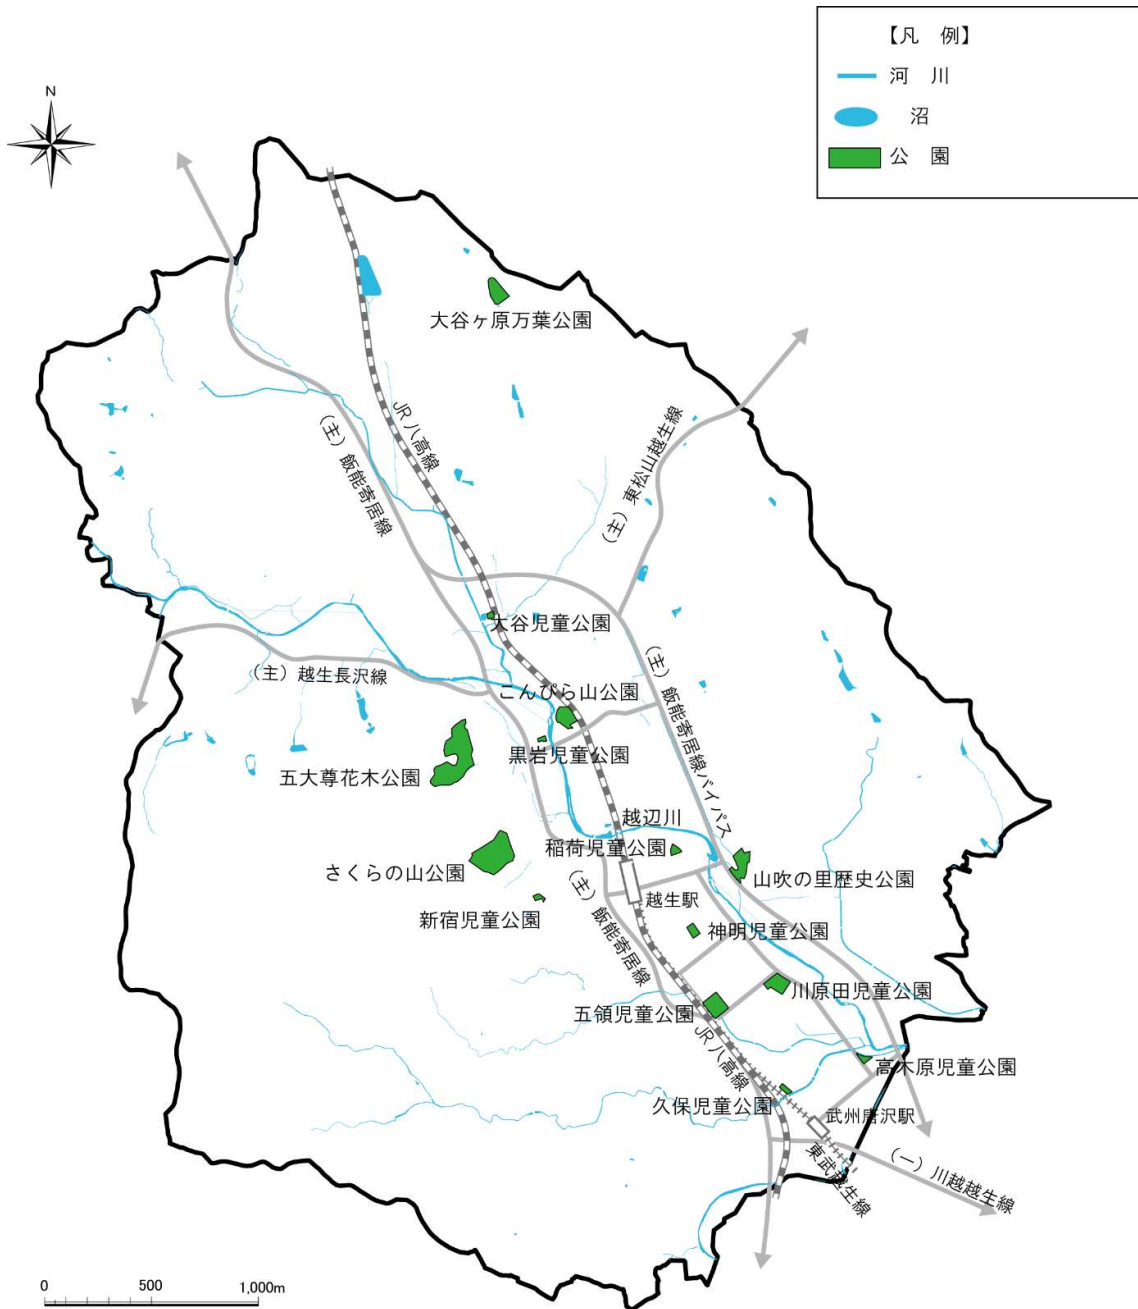 【凡 例】
河 川
沼
公 園
N
大谷ヶ原万葉公園
JR八高線
(主)飯能寄居線
(主)東松山越生線
大谷児童公園
(主)越生長沢線
こんぴら山公園
(主)飯能寄居線バイパス
黒岩児童公園
五大尊花木公園
越辺川
稲荷児童公園
さくらの山公園
山吹の里歴史公園
越生駅
(主)飯能寄居線
新宿児童公園
神明児童公園
川原田児童公園
五領児童公園
JR八高線
高木原児童公園
久保児童公園
武州唐沢駅
東武越生線
(一)川越越生線
0 500 1,000m